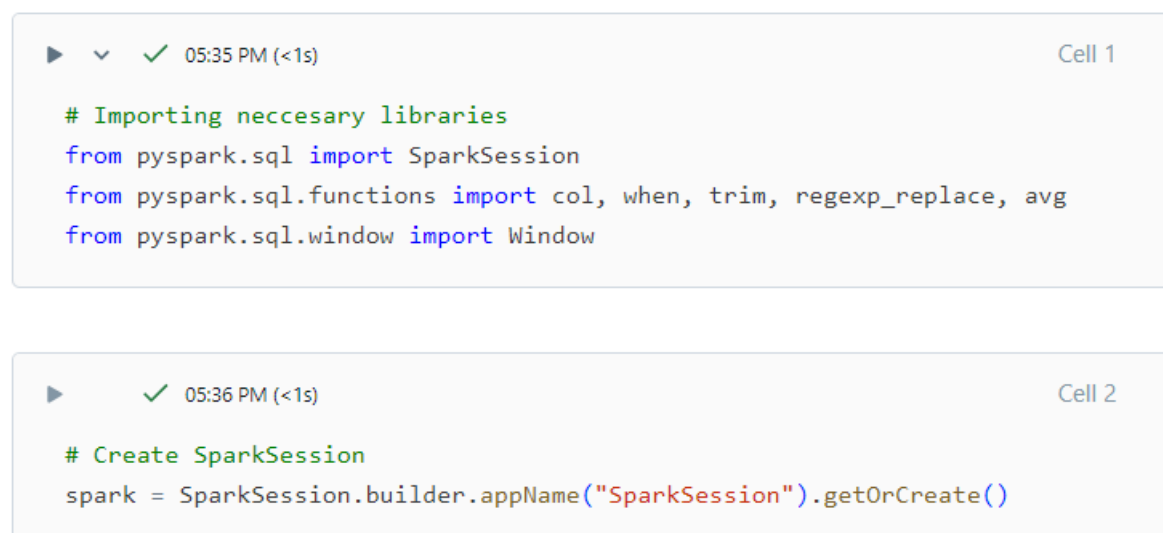 05:35 PM (<1s)
Cell 1
# Importing neccesary libraries
from pyspark.sql import SparkSession
from pyspark.sql.functions import col, when, trim, regexp_replace, avg
from pyspark.sql.window import Window
05:36 PM (<1s)
Cell 2
# Create SparkSession
spark = SparkSession.builder.appName("SparkSession").getOrCreate()